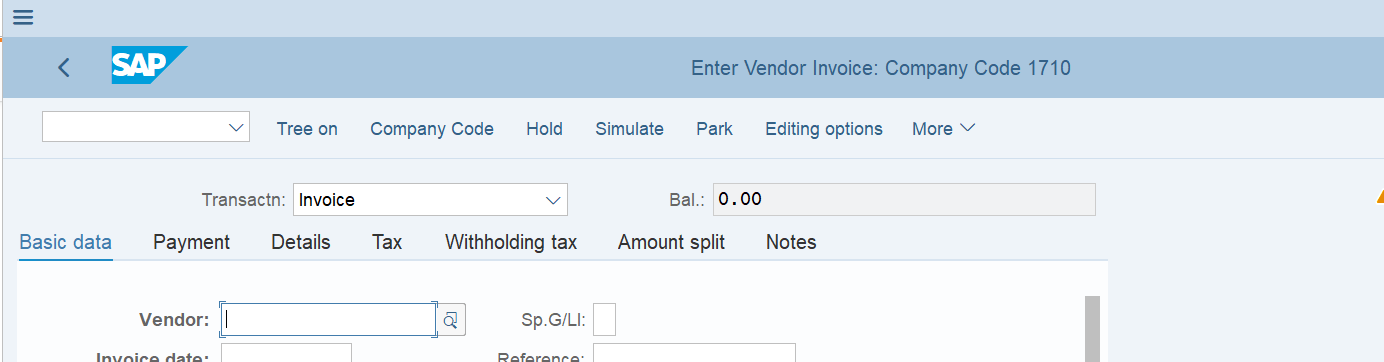 SAP
Enter Vendor Invoice: Company Code 1710
Tree on Company Code Hold Simulate Park Editing options More
Transactn: Invoice Bal.: 0.00
Basic data Payment Details Tax Withholding tax Amount split Notes
Vendor: Sp.G/LI:
Invoice date: Reference: